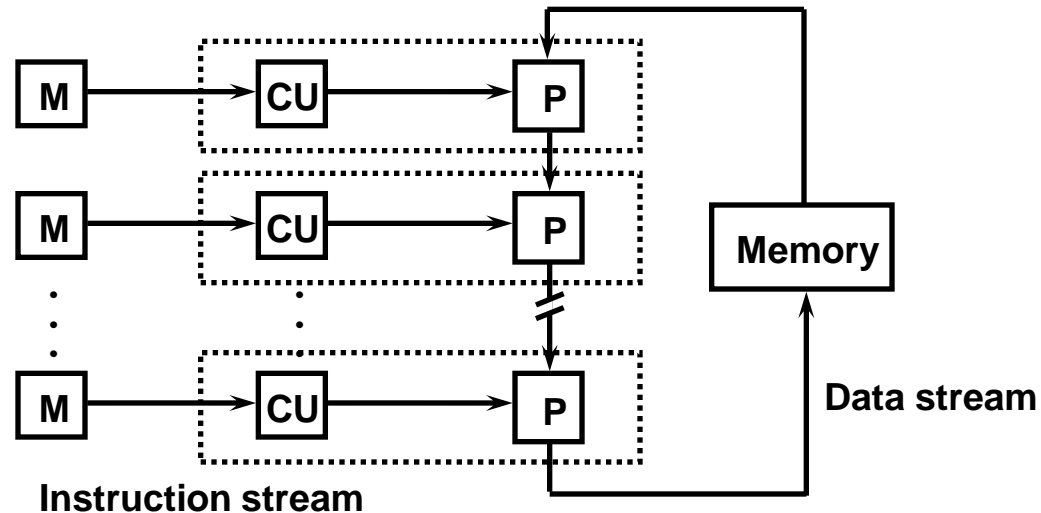 M CU P
M CU P
Memory
M CU P
Data stream
Instruction stream